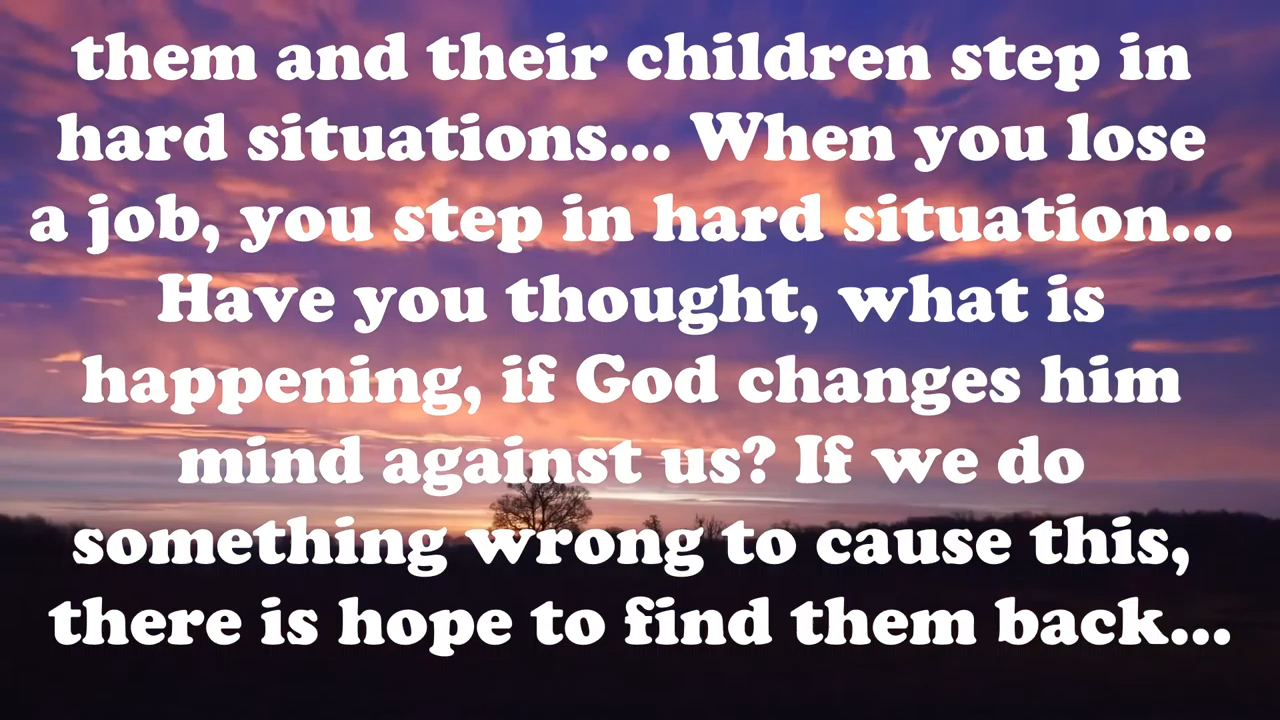 them and their children step in
hard situations... When you lose
a job, you step in hard situation...
Have you thought, what is
happening, if God changes him
mind against us? If we do
something wrong to cause this,
there is hope to find them back...